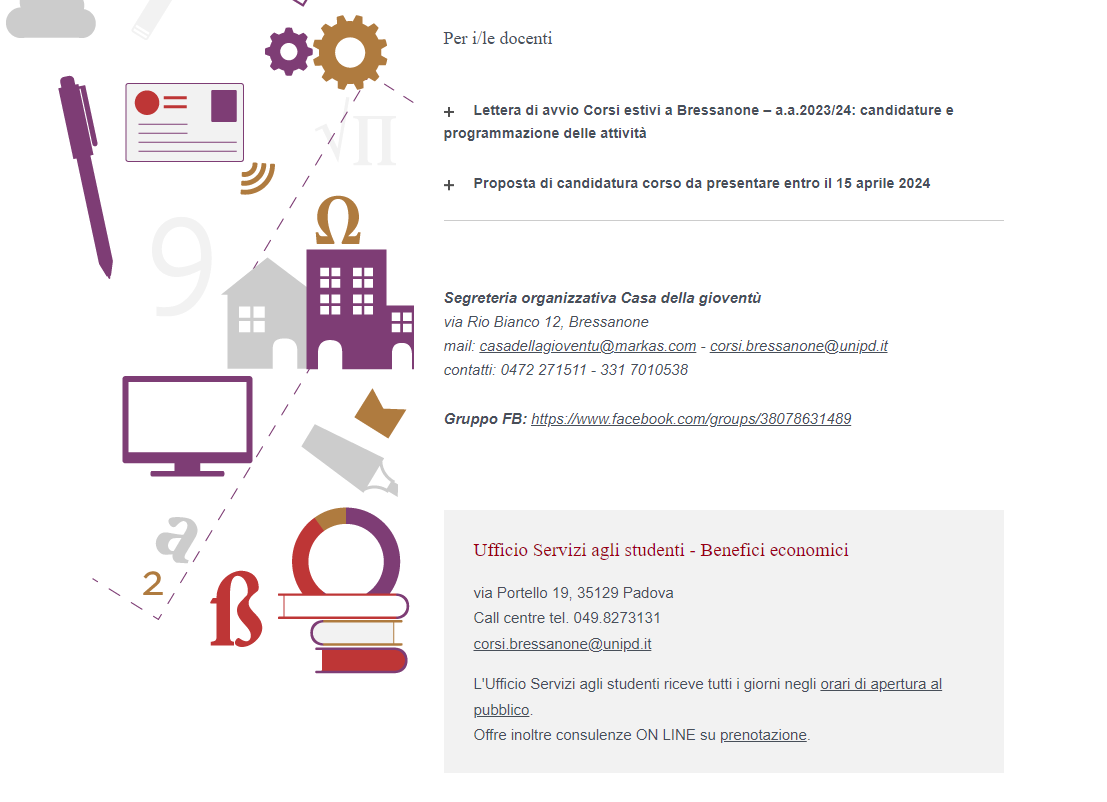 Per i/le docenti
+ Lettera di avvio Corsi estivi a Bressanone – a.a.2023/24: candidature e
programmazione delle attività
+ Proposta di candidatura corso da presentare entro il 15 aprile 2024
Segreteria organizzativa Casa della gioventù
via Rio Bianco 12, Bressanone
mail: casadellagioventu@markas.com - corsi.bressanone@unipd.it
contatti: 0472 271511 - 331 7010538
Gruppo FB: https://www.facebook.com/groups/38078631489
Ufficio Servizi agli studenti - Benefici economici
via Portello 19, 35129 Padova
Call centre tel. 049.8273131
corsi.bressanone@unipd.it
L'Ufficio Servizi agli studenti riceve tutti i giorni negli orari di apertura al
pubblico.
Offre inoltre consulenze ON LINE su prenotazione.
√Π
Ω
9
a
2
ß